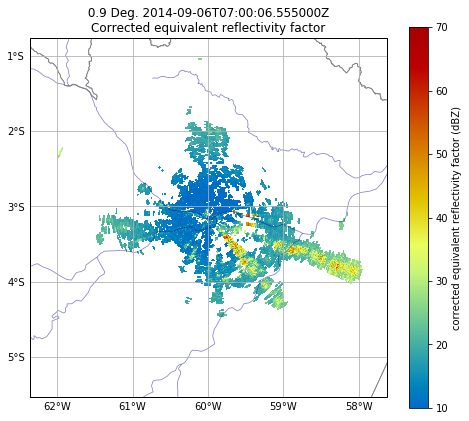 0.9 Deg. 2014-09-06T07:00:06.555000Z
Corrected equivalent reflectivity factor
1°S
2°S
3°S
4°S
5°S
62°W 61°W 60°W 59°W 58°W
70
60
50
40
30
20
10
corrected equivalent reflectivity factor (dBZ)